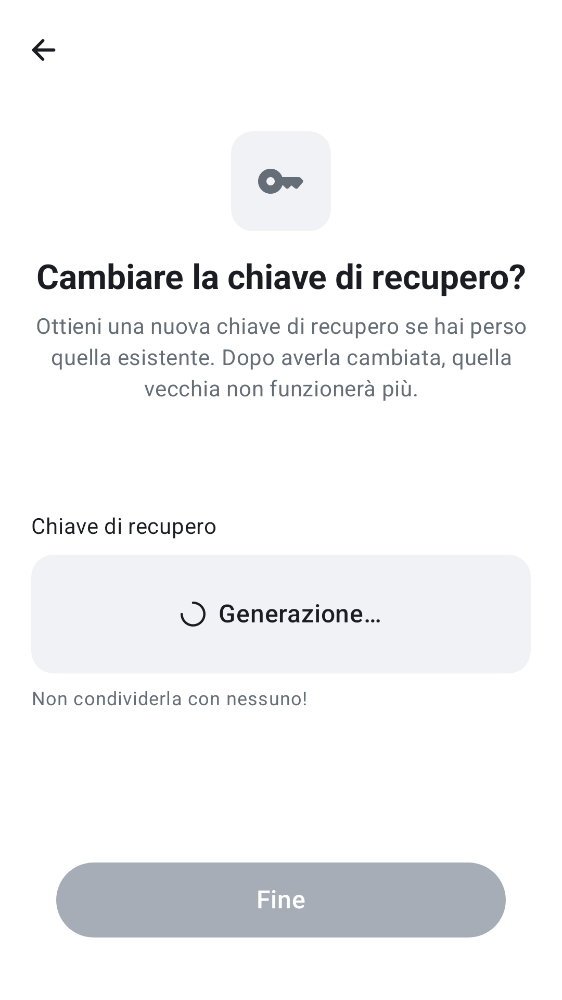 Cambiare la chiave di recupero?
Ottieni una nuova chiave di recupero se hai perso
quella esistente. Dopo averla cambiata, quella
vecchia non funzionerà più.
Chiave di recupero
Generazione…
Non condividerla con nessuno!
Fine